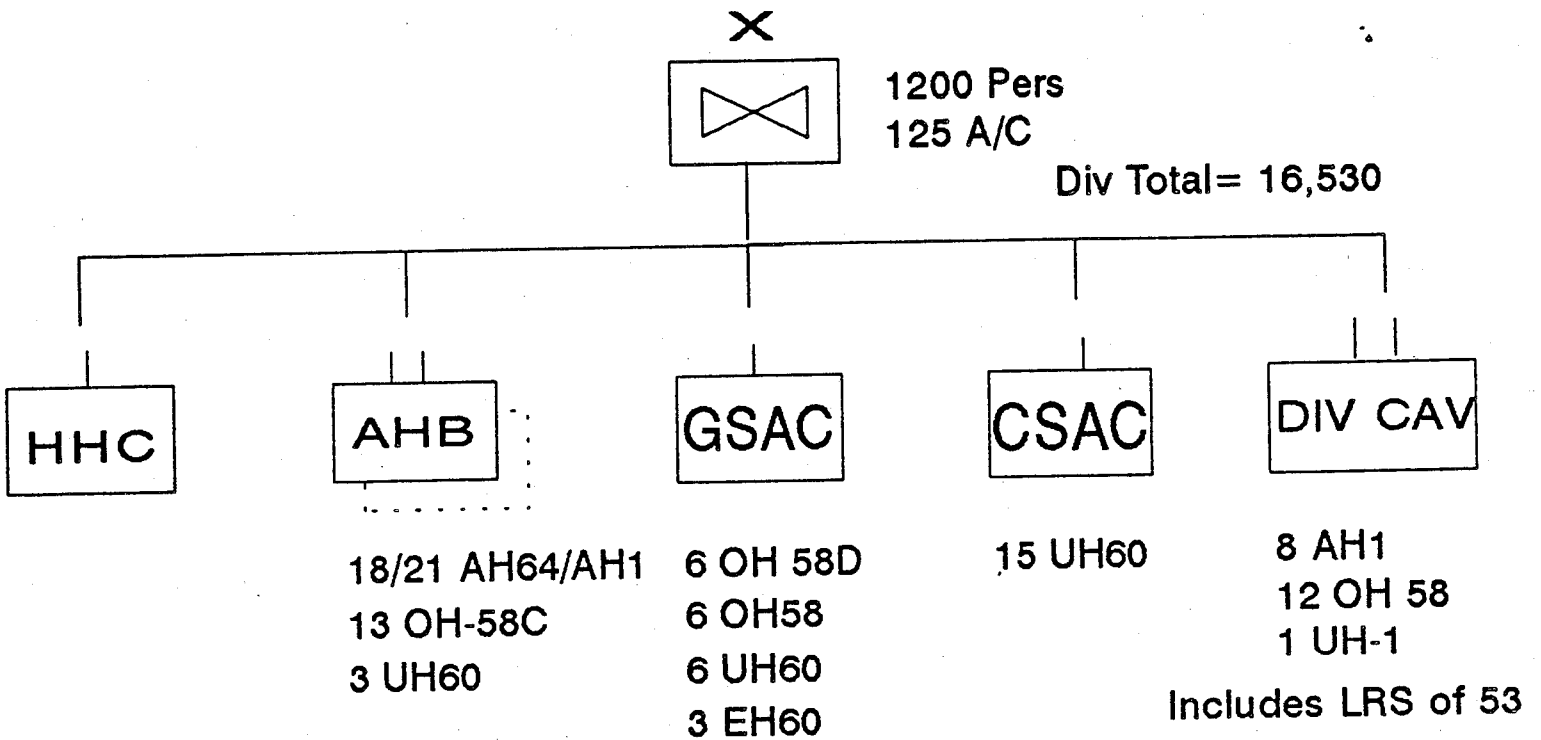 X
1200 Pers
125 A/C
Div Total= 16,530
HHC
AHB
GSAC
CSAC
DIV CAV
18/21 AH64/AH1
13 OH-58C
3 UH60
6 OH 58D
6 OH58
6 UH60
3 EH60
15 UH60
8 AH1
12 OH 58
1 UH-1
Includes LRS of 53